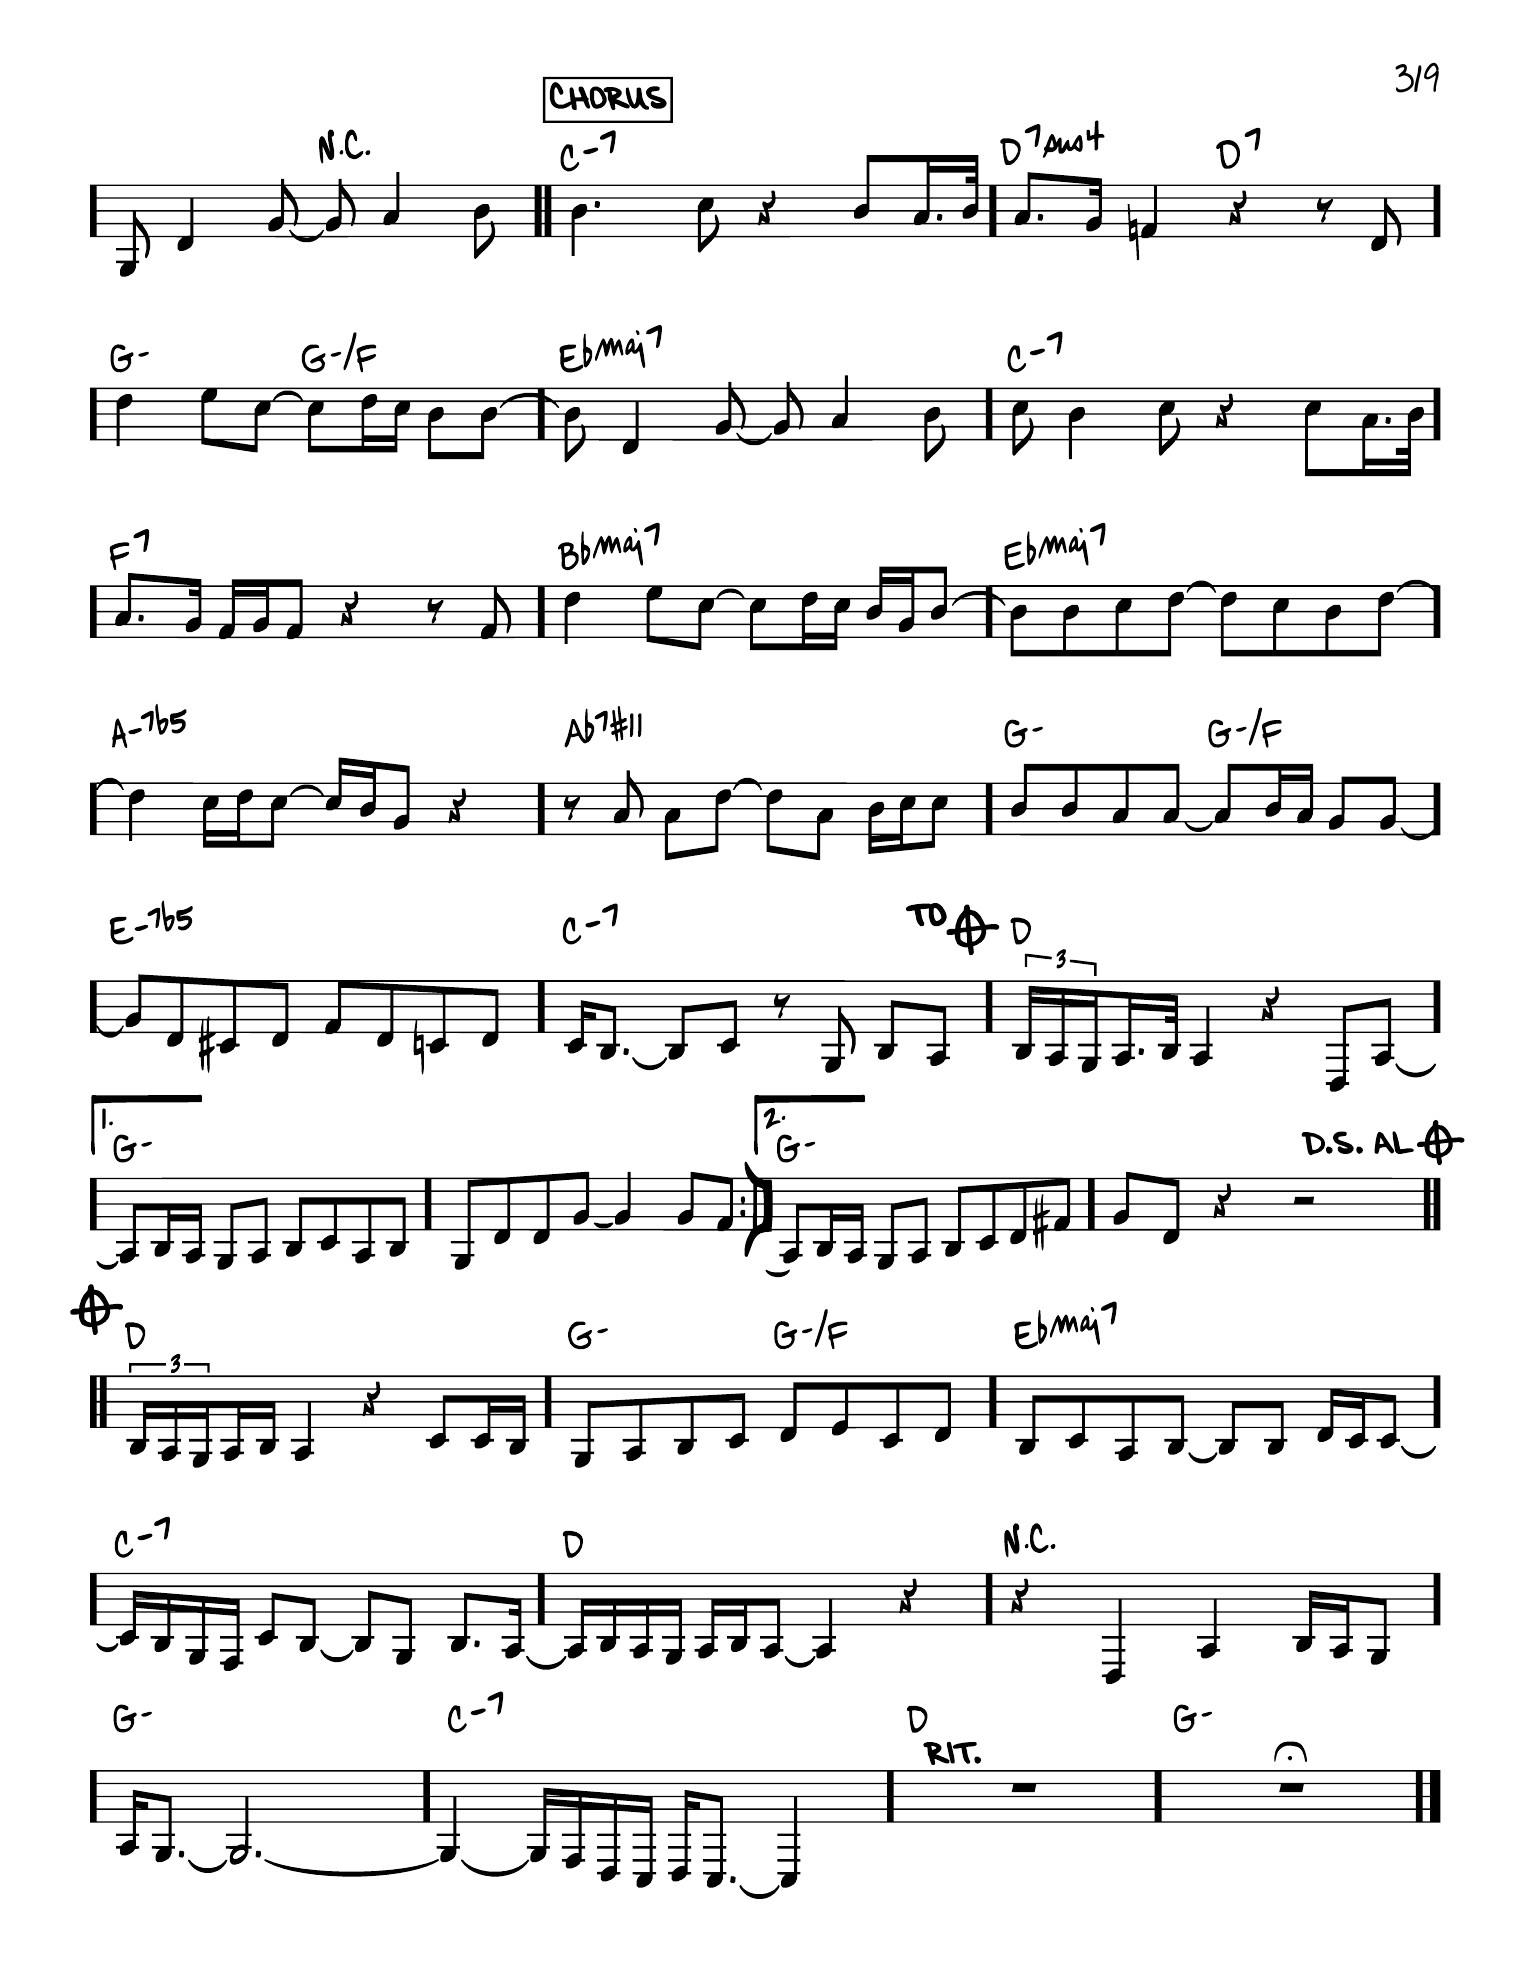 319
CHORUS
N.C. C-7 D7sus4 D7
G- G-/F Ebmaj7 C-7
F7 Bbmaj7 Ebmaj7
A-7b5 Ab7#11 G- G-/F
E-7b5 C-7 TO D
3
1. 2.
G- G- D.S. AL
D G- G-/F Ebmaj7
3
C-7 D N.C.
G- C-7 D G-
RIT.